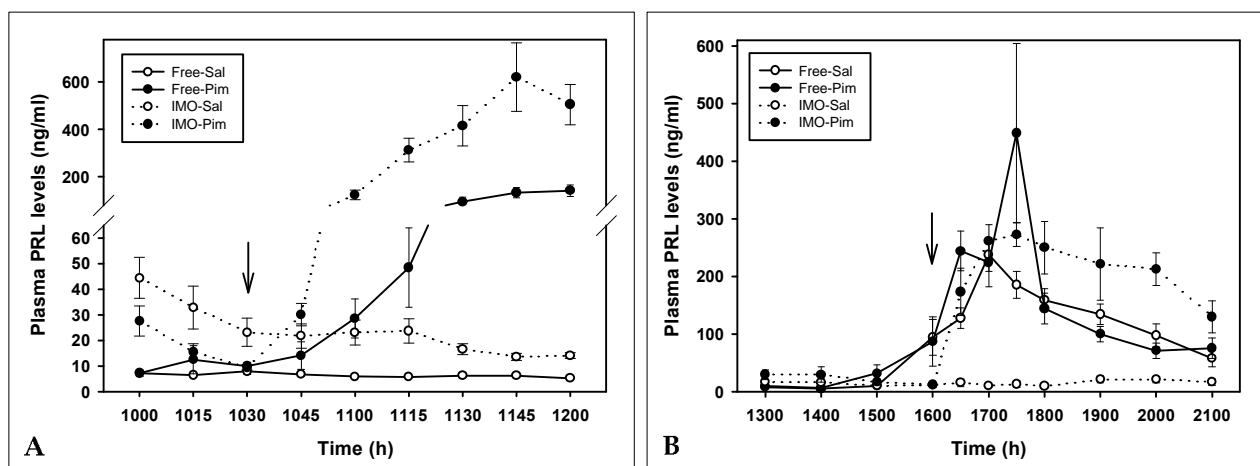 Plasma PRL levels (ng/ml)
600
400
200
60
50
40
30
20
10
0
Free-Sal
Free-Pim
IMO-Sal
IMO-Pim
1000 1015 1030 1045 1100 1115 1130 1145 1200
Time (h)
A
Plasma PRL levels (ng/ml)
600
500
400
300
200
100
0
Free-Sal
Free-Pim
IMO-Sal
IMO-Pim
1300 1400 1500 1600 1700 1800 1900 2000 2100
Time (h)
B